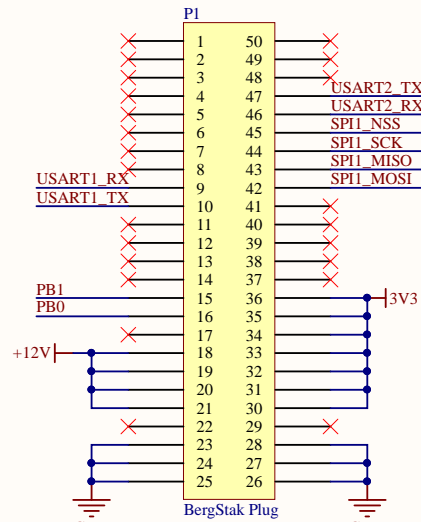 P1
1 50
2 49
3 48
4 47 USART2_TX
5 46 USART2_RX
6 45 SPI1_NSS
7 44 SPI1_SCK
8 43 SPI1_MISO
USART1_RX 9 42 SPI1_MOSI
USART1_TX 10 41
11 40
12 39
13 38
14 37
PB1 15 36 3V3
PB0 16 35
17 34
+12V 18 33
19 32
20 31
21 30
22 29
23 28
24 27
25 26
BergStak Plug